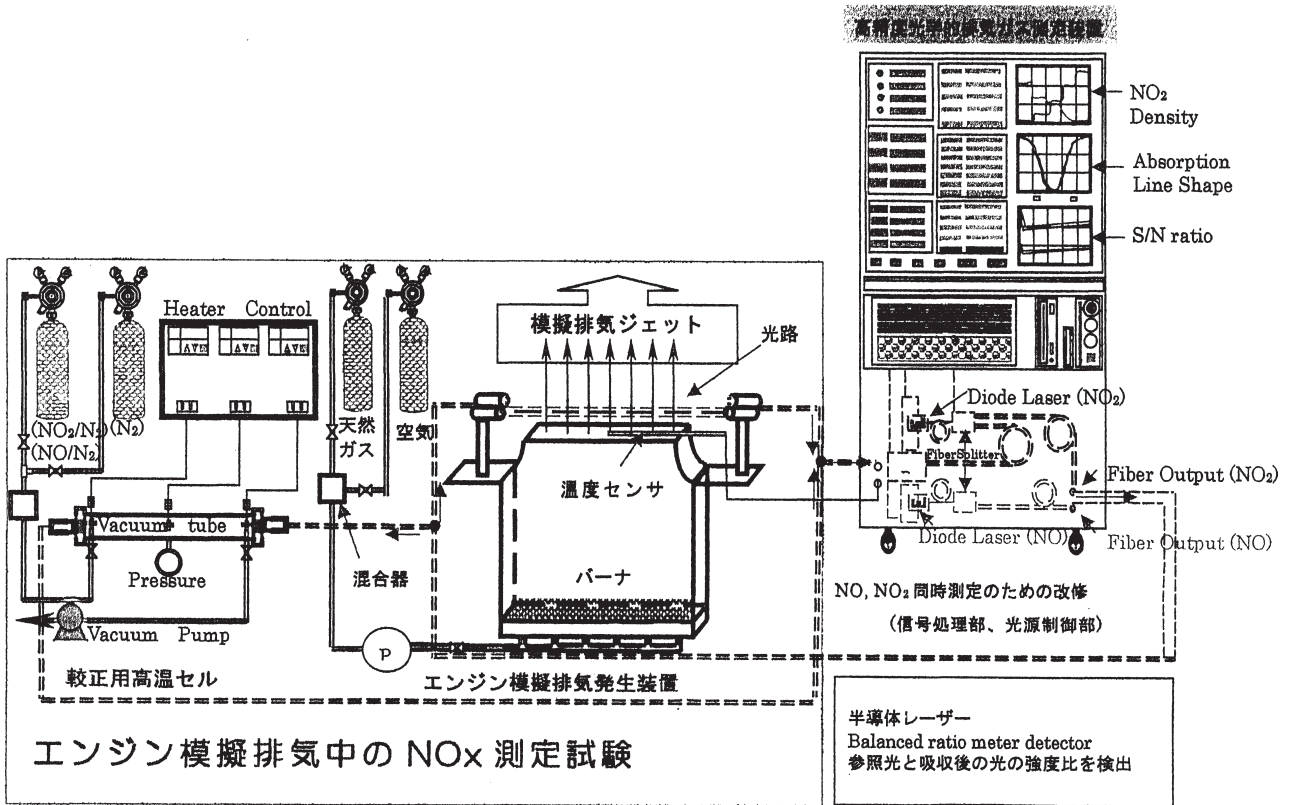 高精度光学的排気ガス測定装置
NO₂
Density
Absorption
Line Shape
S/N ratio
Heater Control
(NO₂/N₂)
(NO/N₂)
(N₂)
天然
ガス
空気
模擬排気ジェット
光路
温度センサ
Vacuum tube
Pressure
混合器
バーナ
Vacuum Pump
P
較正用高温セル
エンジン模擬排気発生装置
Diode Laser (NO₂)
FiberSplitter
Fiber Output (NO₂)
Diode Laser (NO)
Fiber Output (NO)
NO, NO₂ 同時測定のための改修
(信号処理部、光源制御部)
エンジン模擬排気中の NOx 測定試験
半導体レーザー
Balanced ratio meter detector
参照光と吸収後の光の強度比を検出